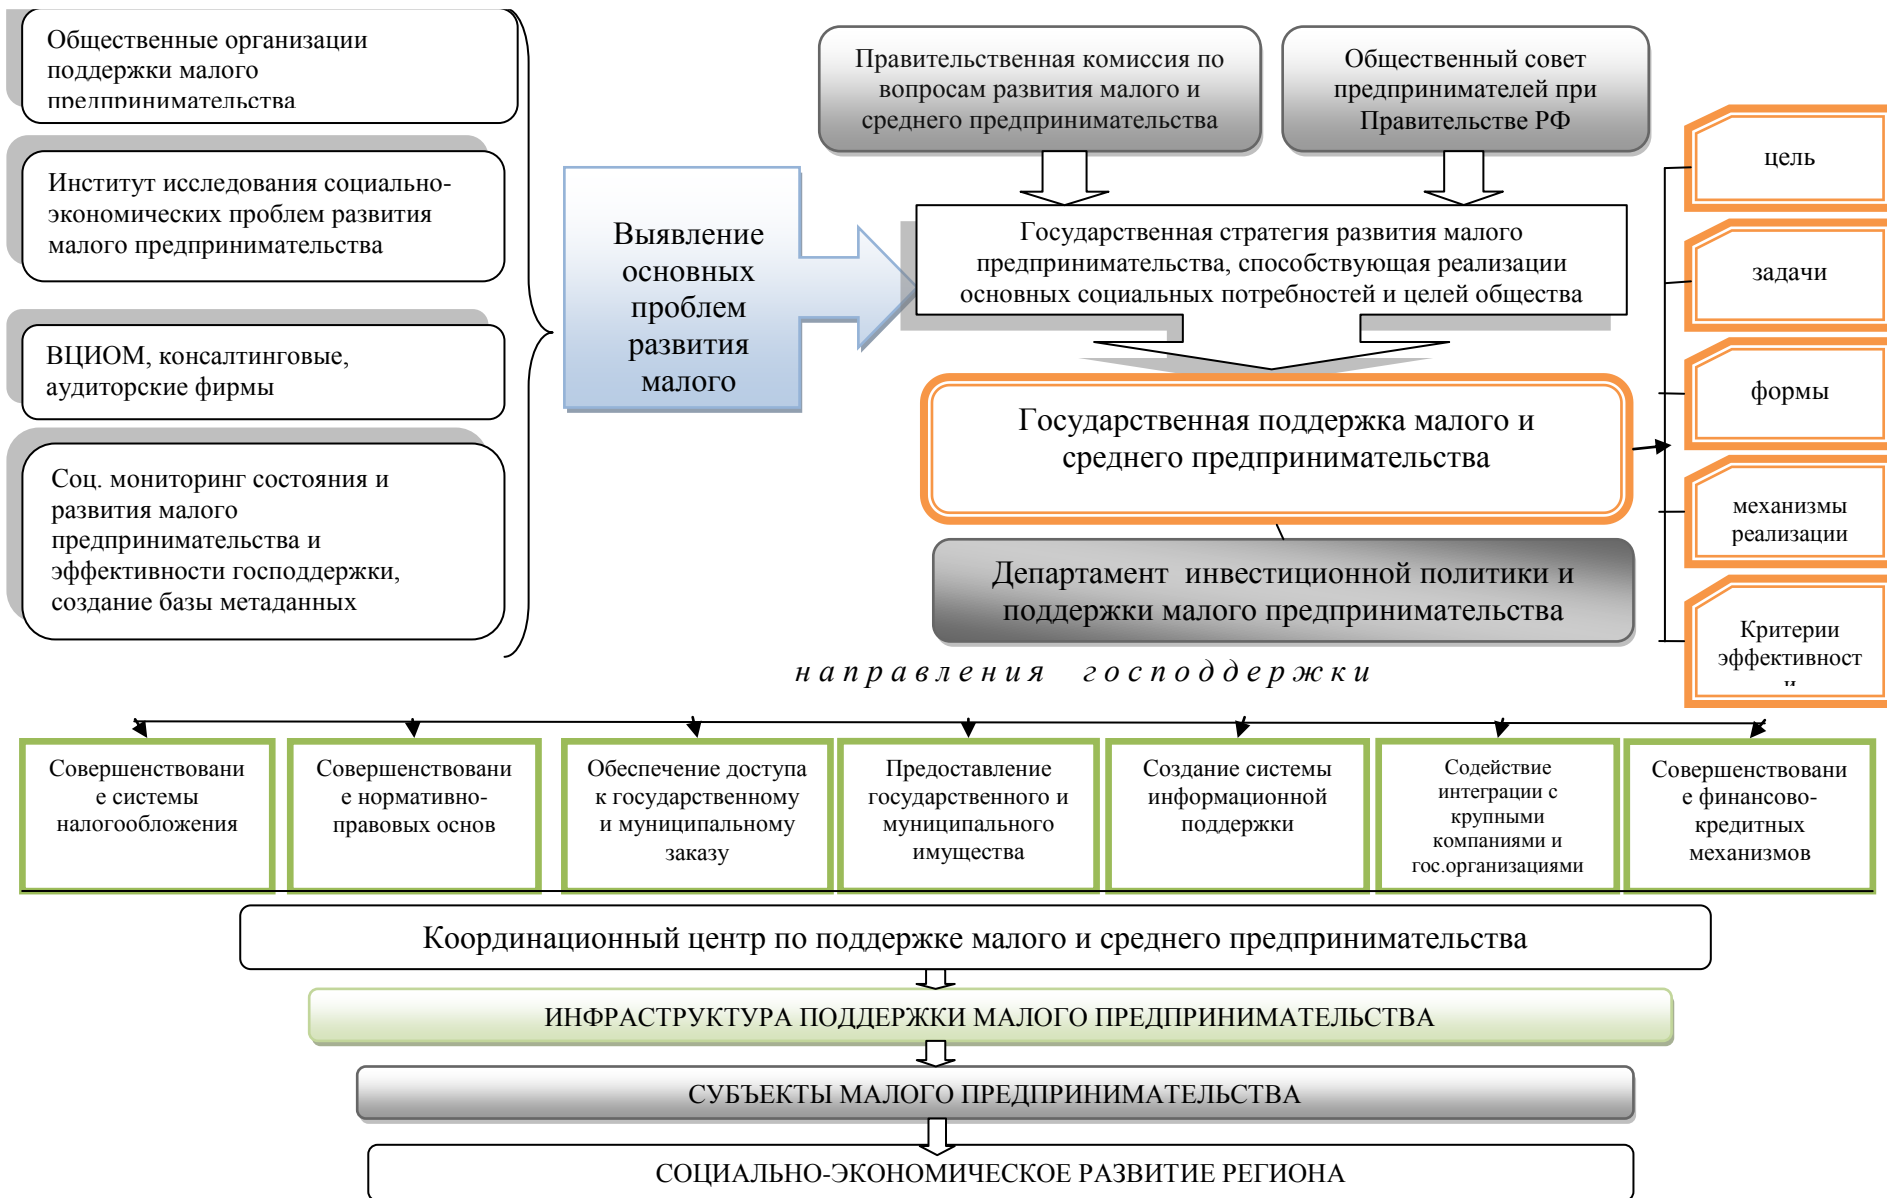 Общественные организации
поддержки малого
предпринимательства
Институт исследования социально-
экономических проблем развития
малого предпринимательства
ВЦИОМ, консалтинговые,
аудиторские фирмы
Соц. мониторинг состояния и
развития малого
предпринимательства и
эффективности господдержки,
создание базы метаданных
Выявление
основных
проблем
развития
малого
Правительственная комиссия по
вопросам развития малого и
среднего предпринимательства
Общественный совет
предпринимателей при
Правительстве РФ
Государственная стратегия развития малого
предпринимательства, способствующая реализации
основных социальных потребностей и целей общества
Государственная поддержка малого и
среднего предпринимательства
Департамент инвестиционной политики и
поддержки малого предпринимательства
цель
задачи
формы
механизмы
реализации
Критерии
эффективност
и
направления господдержки
Совершенствовани
е системы
налогообложения
Совершенствовани
е нормативно-
правовых основ
Обеспечение доступа
к государственному
и муниципальному
заказу
Предоставление
государственного и
муниципального
имущества
Создание системы
информационной
поддержки
Содействие
интеграции с
крупными
компаниями и
гос.организациями
Совершенствовани
е финансово-
кредитных
механизмов
Координационный центр по поддержке малого и среднего предпринимательства
ИНФРАСТРУКТУРА ПОДДЕРЖКИ МАЛОГО ПРЕДПРИНИМАТЕЛЬСТВА
СУБЪЕКТЫ МАЛОГО ПРЕДПРИНИМАТЕЛЬСТВА
СОЦИАЛЬНО-ЭКОНОМИЧЕСКОЕ РАЗВИТИЕ РЕГИОНА